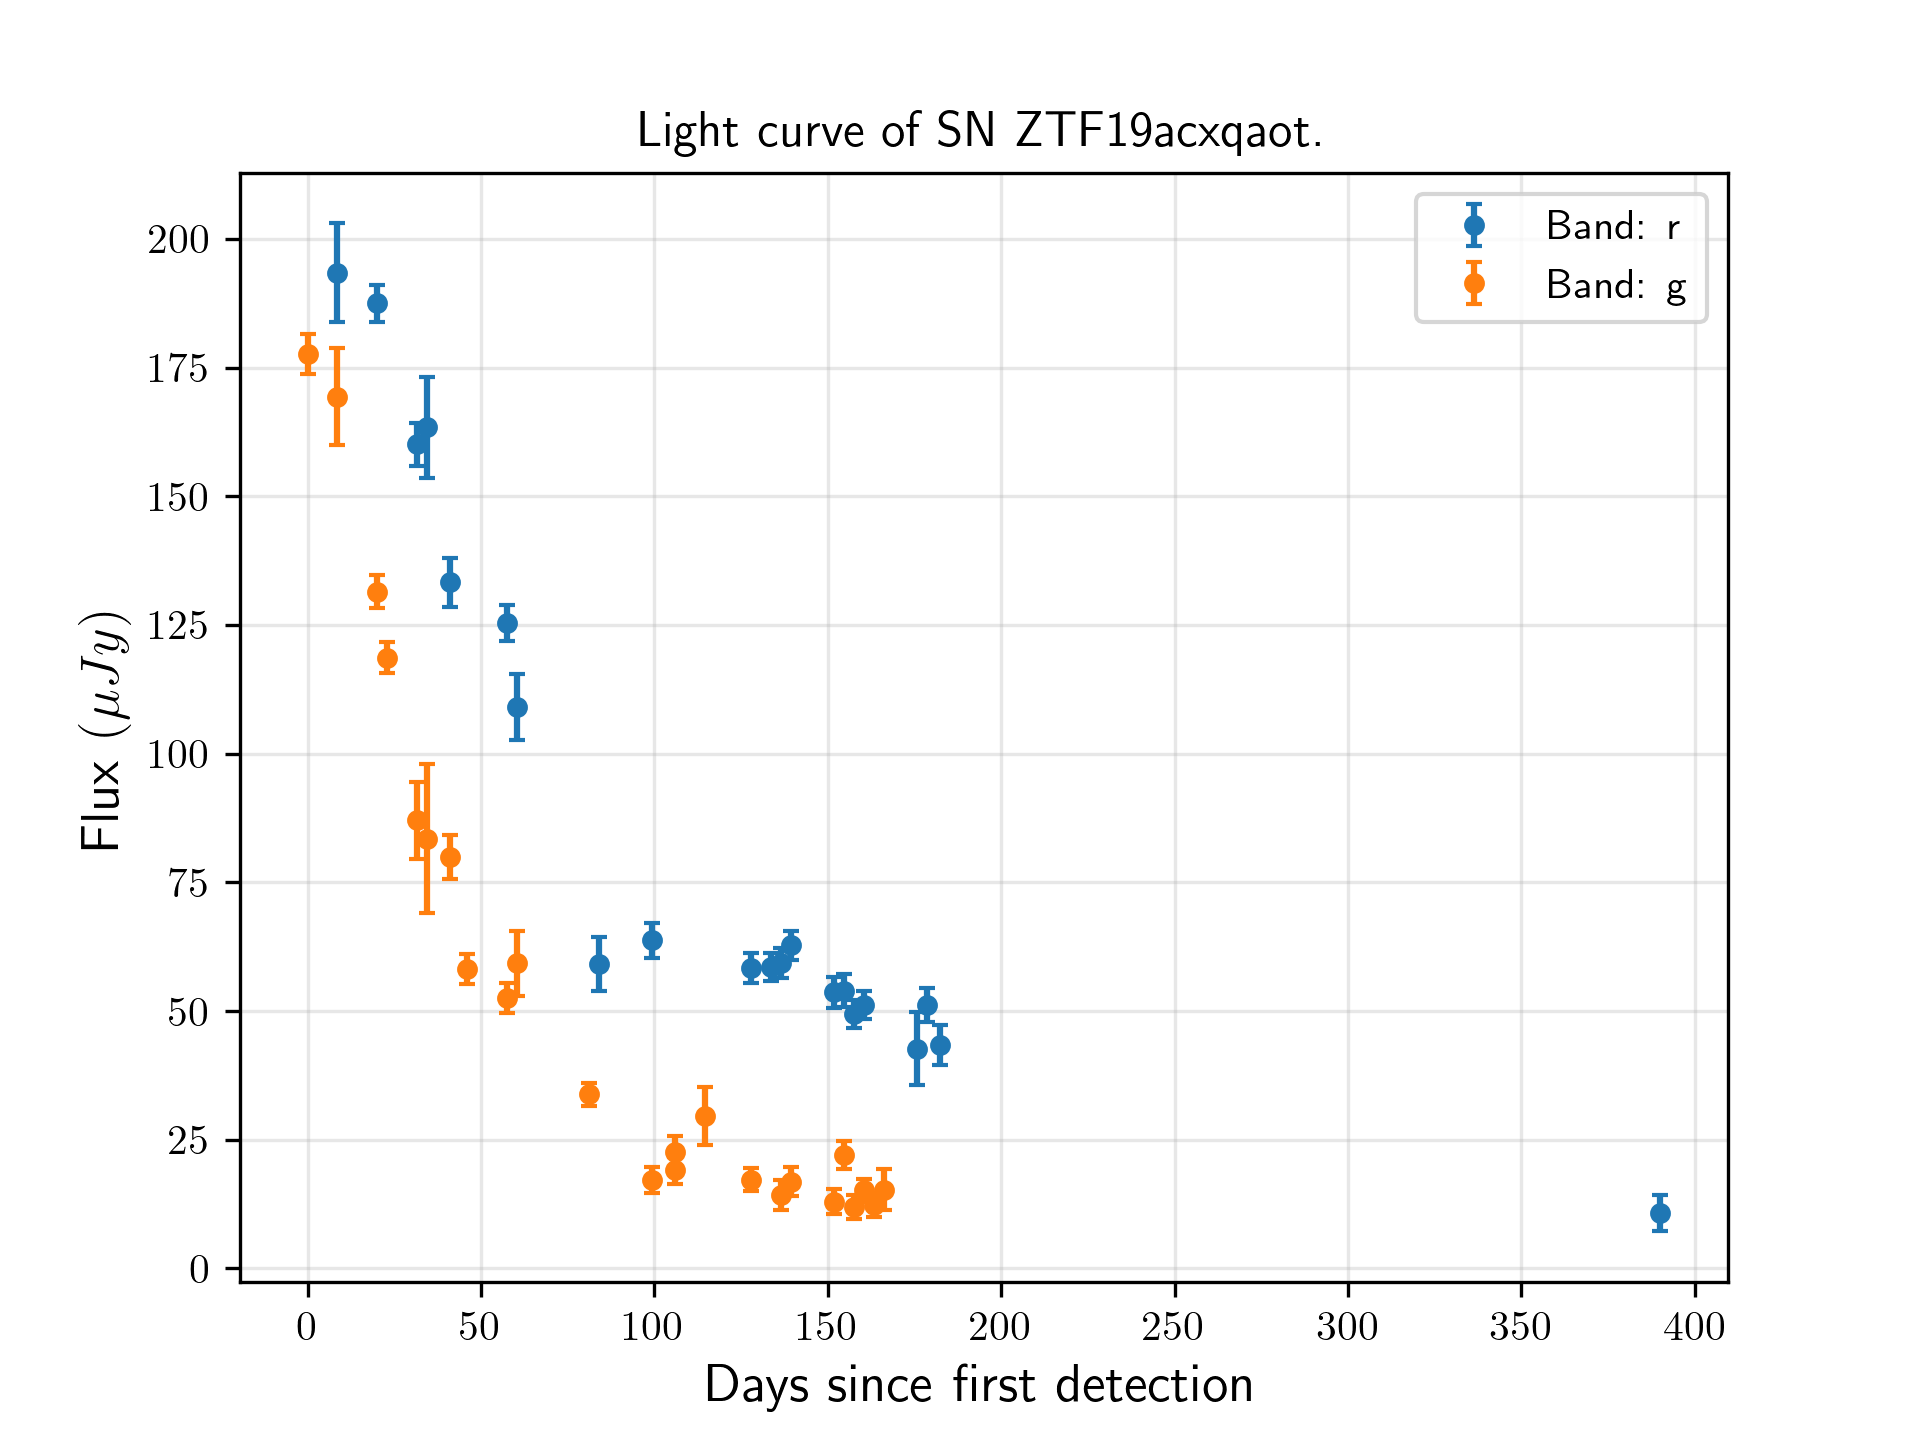 Light curve of SN ZTF19acxqaot.
Band: r
Band: g
200
175
150
125
100
75
50
25
0
Flux (μJy)
0 50 100 150 200 250 300 350 400
Days since first detection